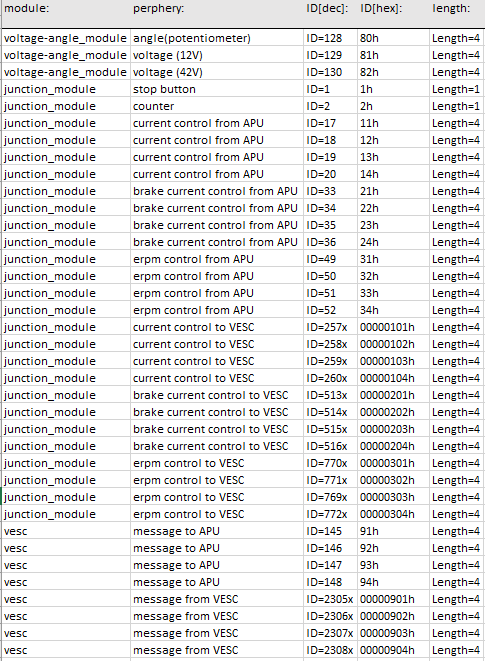 module: perphery: ID[dec]: ID[hex]: length:
voltage-angle_module angle(potentiometer) ID=128 80h Length=4
voltage-angle_module voltage (12V) ID=129 81h Length=4
voltage-angle_module voltage (42V) ID=130 82h Length=4
junction_module stop button ID=1 1h Length=1
junction_module counter ID=2 2h Length=1
junction_module current control from APU ID=17 11h Length=4
junction_module current control from APU ID=18 12h Length=4
junction_module current control from APU ID=19 13h Length=4
junction_module current control from APU ID=20 14h Length=4
junction_module brake current control from APU ID=33 21h Length=4
junction_module brake current control from APU ID=34 22h Length=4
junction_module brake current control from APU ID=35 23h Length=4
junction_module brake current control from APU ID=36 24h Length=4
junction_module erpm control from APU ID=49 31h Length=4
junction_module erpm control from APU ID=50 32h Length=4
junction_module erpm control from APU ID=51 33h Length=4
junction_module erpm control from APU ID=52 34h Length=4
junction_module current control to VESC ID=257x 00000101h Length=4
junction_module current control to VESC ID=258x 00000102h Length=4
junction_module current control to VESC ID=259x 00000103h Length=4
junction_module current control to VESC ID=260x 00000104h Length=4
junction_module brake current control to VESC ID=513x 00000201h Length=4
junction_module brake current control to VESC ID=514x 00000202h Length=4
junction_module brake current control to VESC ID=515x 00000203h Length=4
junction_module brake current control to VESC ID=516x 00000204h Length=4
junction_module erpm control to VESC ID=770x 00000301h Length=4
junction_module erpm control to VESC ID=771x 00000302h Length=4
junction_module erpm control to VESC ID=769x 00000303h Length=4
junction_module erpm control to VESC ID=772x 00000304h Length=4
vesc message to APU ID=145 91h Length=4
vesc message to APU ID=146 92h Length=4
vesc message to APU ID=147 93h Length=4
vesc message to APU ID=148 94h Length=4
vesc message from VESC ID=2305x 00000901h Length=4
vesc message from VESC ID=2306x 00000902h Length=4
vesc message from VESC ID=2307x 00000903h Length=4
vesc message from VESC ID=2308x 00000904h Length=4